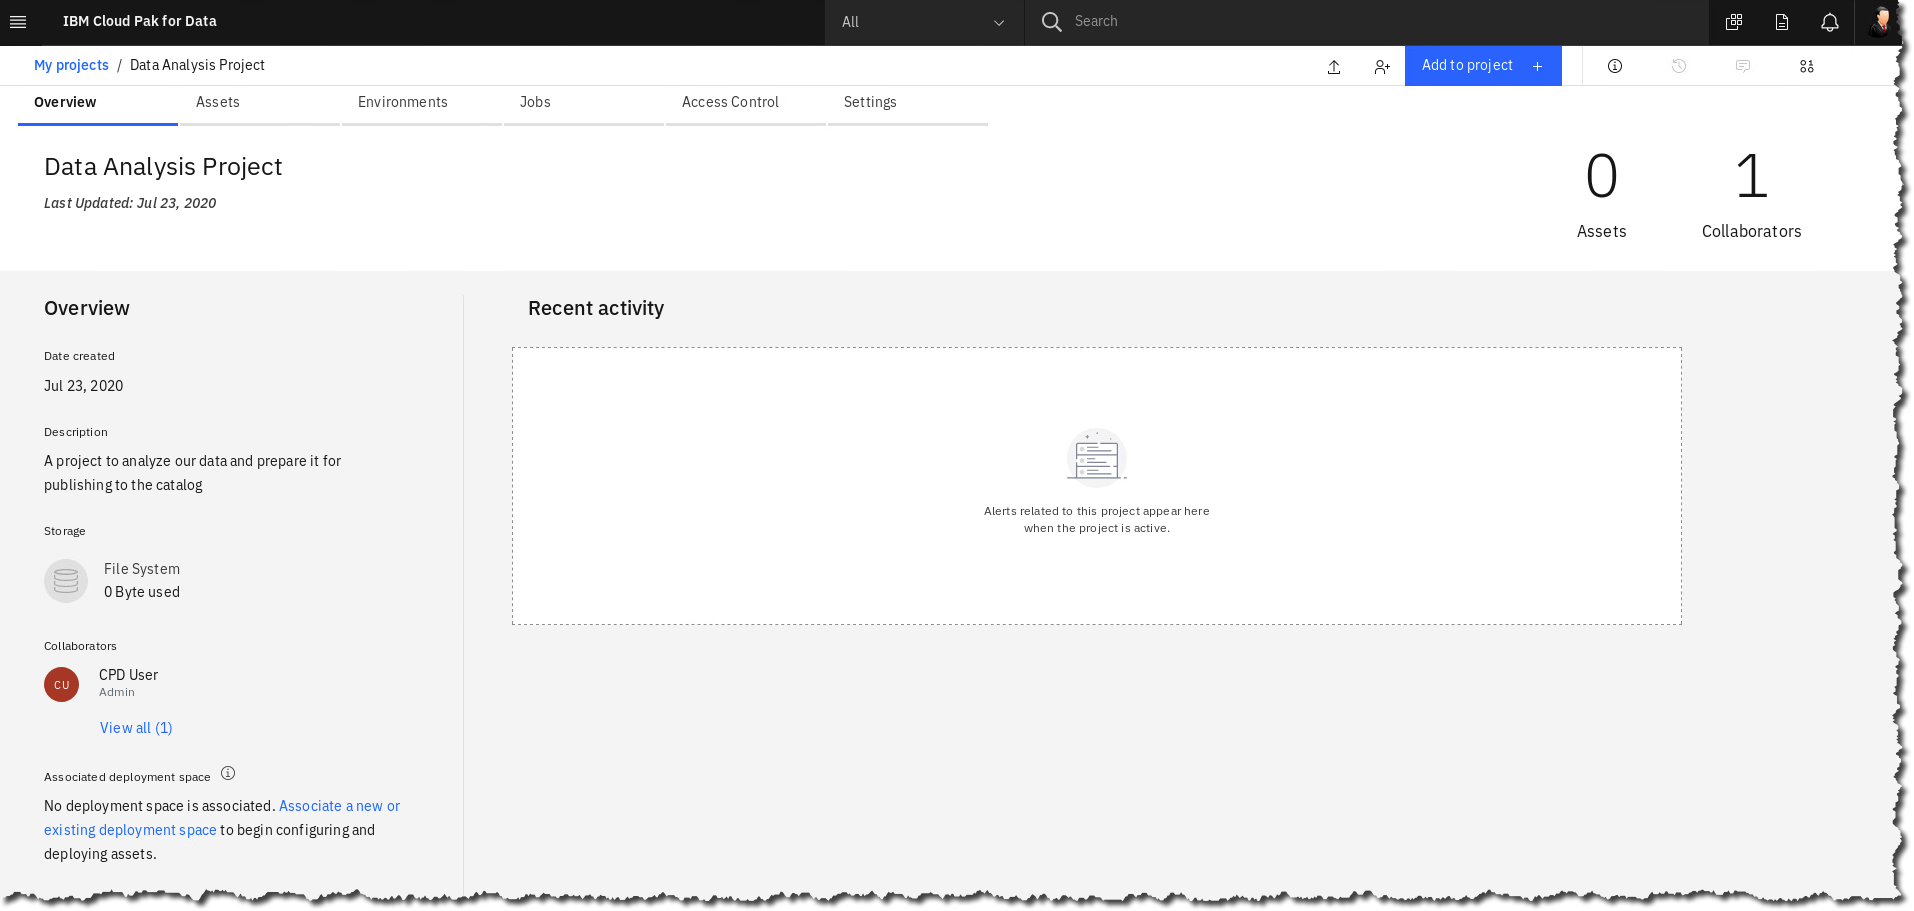 IBM Cloud Pak for Data
All
Search
My projects / Data Analysis Project
Add to project +
Overview
Assets
Environments
Jobs
Access Control
Settings
Data Analysis Project
Last Updated: Jul 23, 2020
0
Assets
1
Collaborators
Overview
Date created
Jul 23, 2020
Description
A project to analyze our data and prepare it for
publishing to the catalog
Storage
File System
0 Byte used
Collaborators
CU
CPD User
Admin
View all (1)
Associated deployment space
No deployment space is associated. Associate a new or
existing deployment space to begin configuring and
deploying assets.
Recent activity
Alerts related to this project appear here
when the project is active.